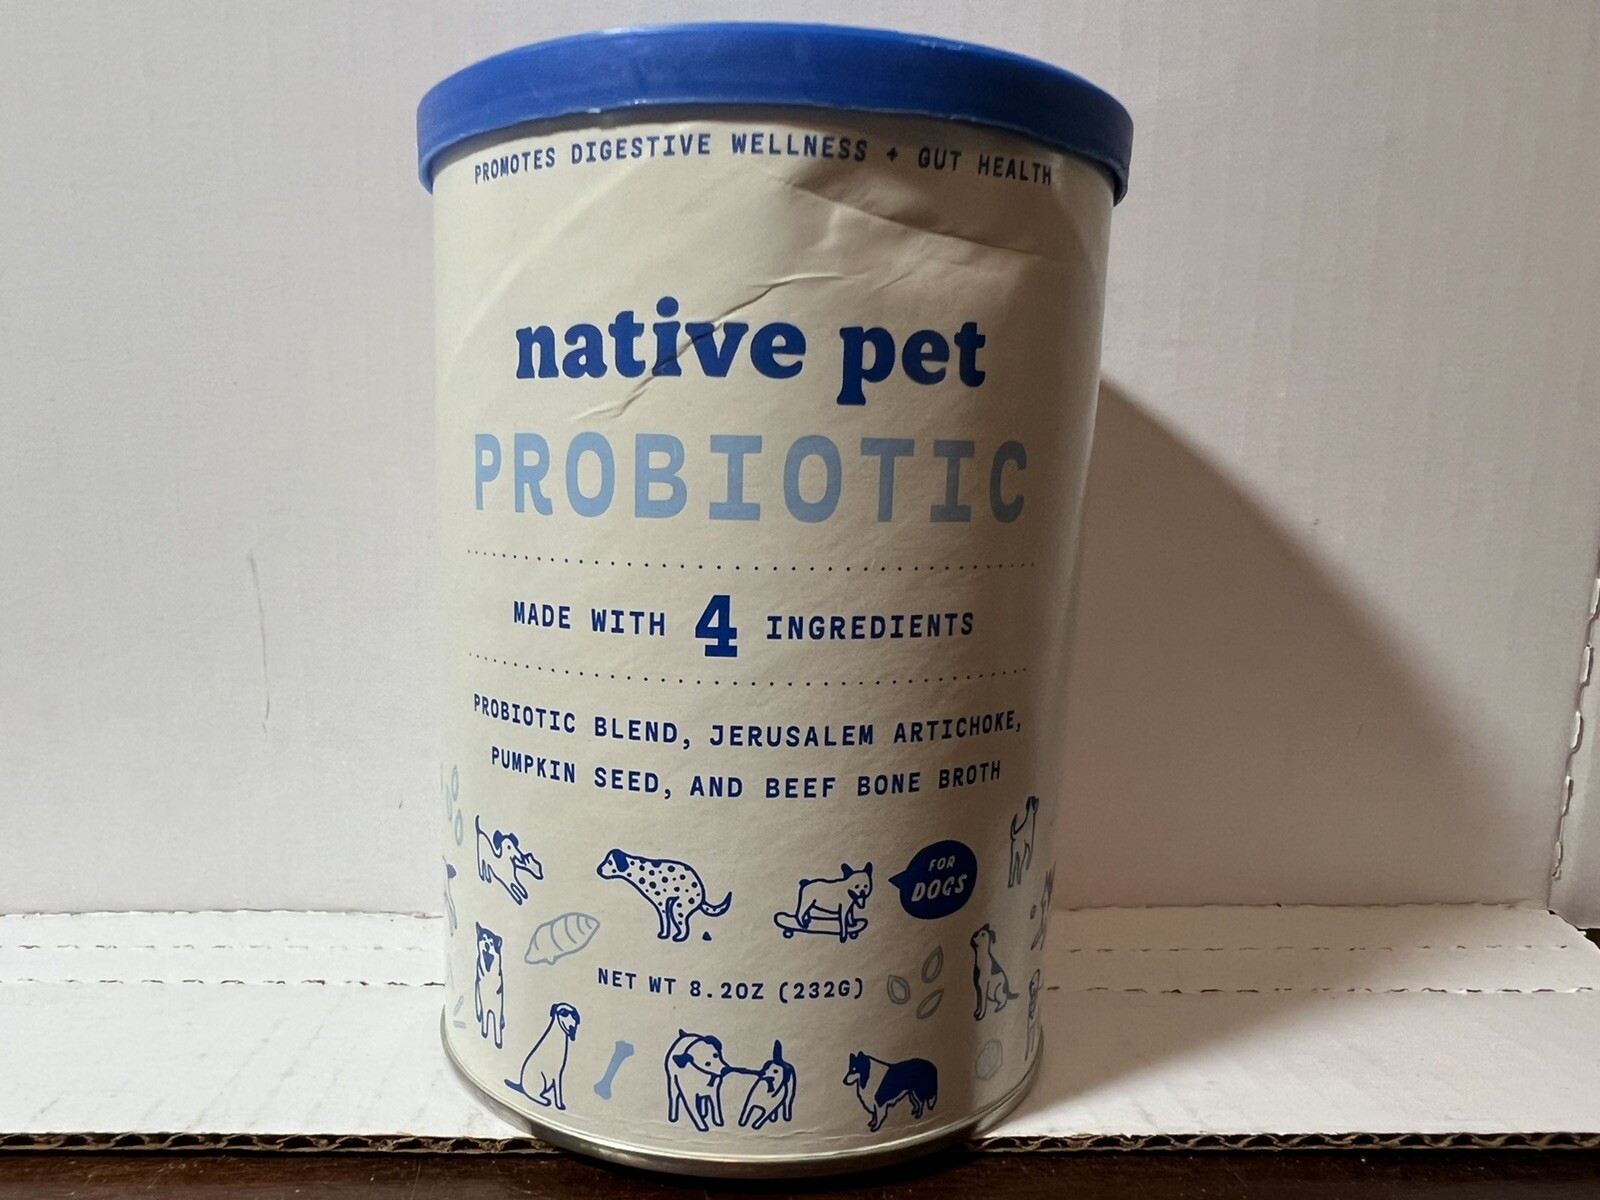 PROMOTES DIGESTIVE WELLNESS + GUT HEALTH
native pet
PROBIOTIC
MADE WITH 4 INGREDIENTS
PROBIOTIC BLEND, JERUSALEM ARTICHOKE,
PUMPKIN SEED, AND BEEF BONE BROTH
FOR
DOGS
NET WT 8.2OZ (232G)